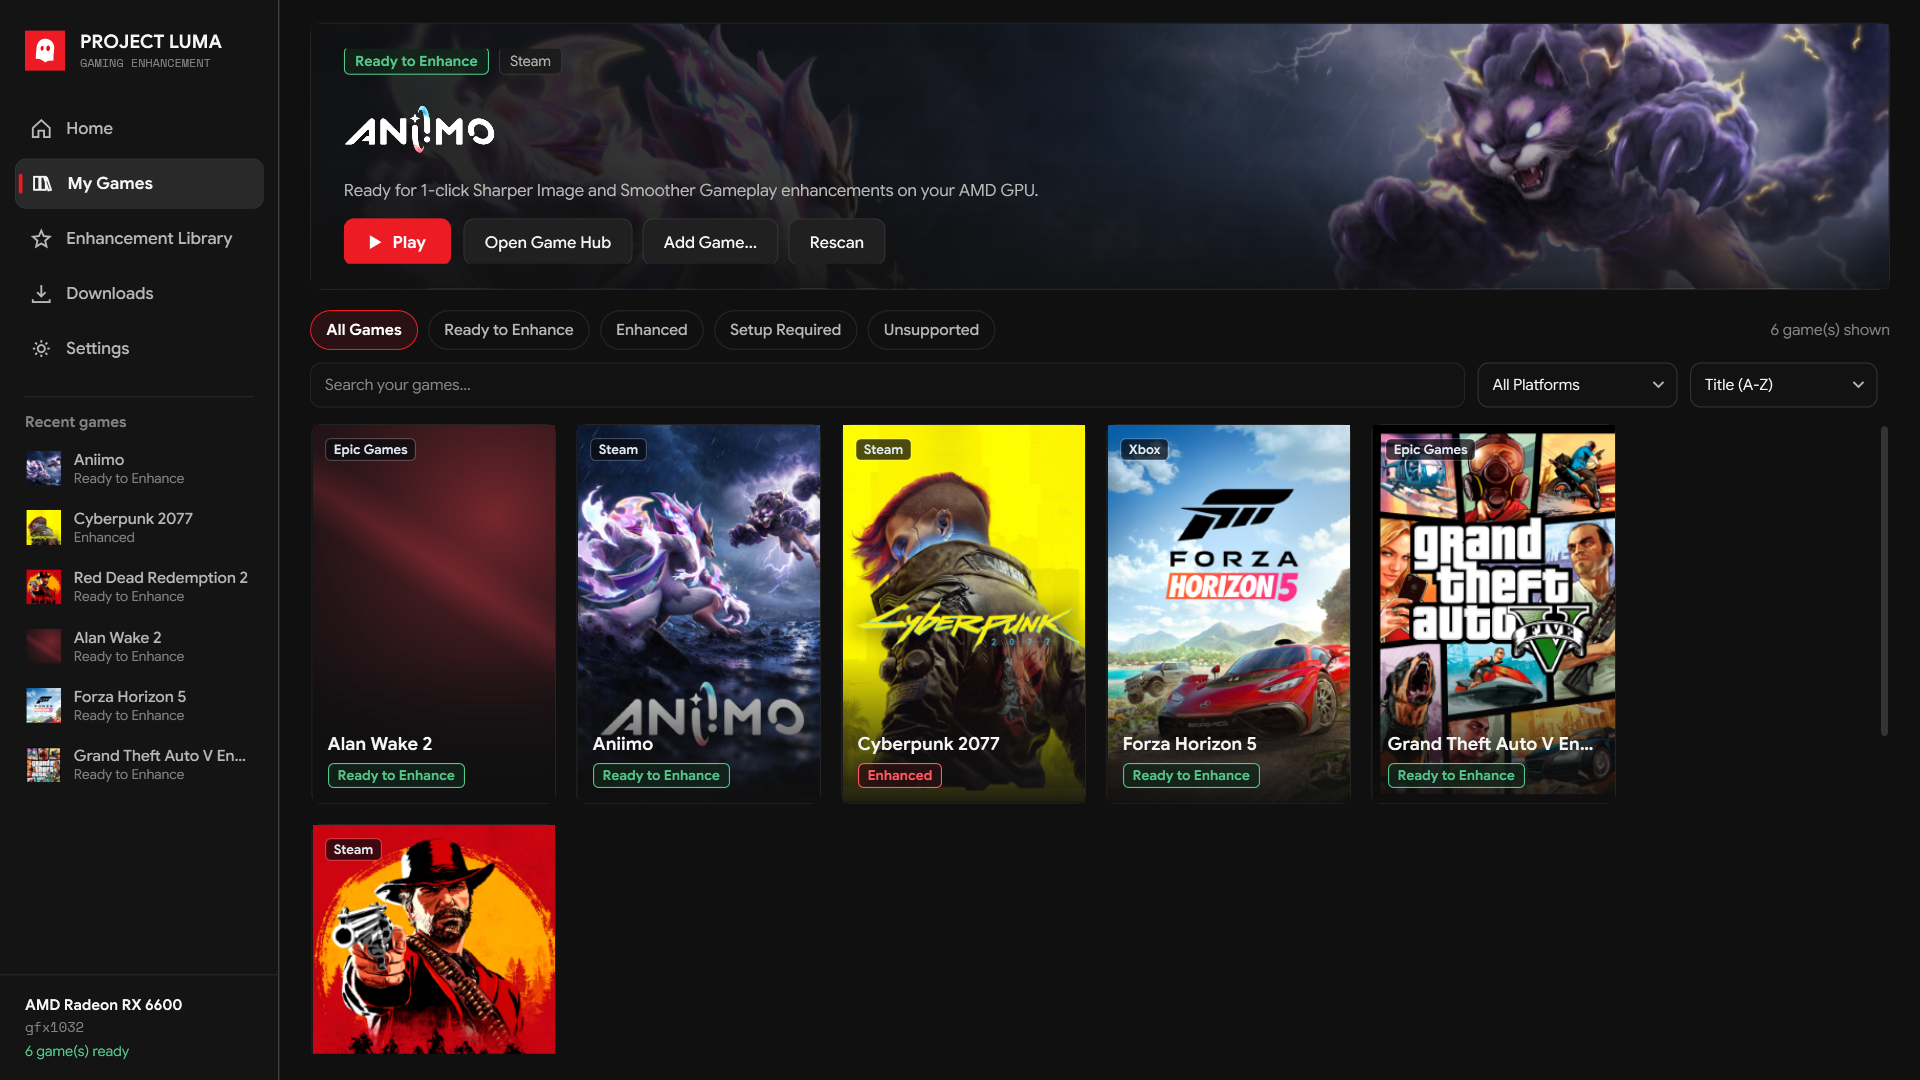 PROJECT LUMA
GAMING ENHANCEMENT
Home
My Games
Enhancement Library
Downloads
Settings
Recent games
Aniimo
Ready to Enhance
Cyberpunk 2077
Enhanced
Red Dead Redemption 2
Ready to Enhance
Alan Wake 2
Ready to Enhance
Forza Horizon 5
Ready to Enhance
Grand Theft Auto V En...
Ready to Enhance
AMD Radeon RX 6600
gfx1032
6 game(s) ready
Ready to Enhance Steam
ANIIMO
Ready for 1-click Sharper Image and Smoother Gameplay enhancements on your AMD GPU.
Play Open Game Hub Add Game... Rescan
All Games Ready to Enhance Enhanced Setup Required Unsupported 6 game(s) shown
Search your games... All Platforms Title (A-Z)
Epic Games
Alan Wake 2
Ready to Enhance
Steam
ANIIMO
Aniimo
Ready to Enhance
Steam
Cyberpunk
2077
Cyberpunk 2077
Enhanced
Xbox
FORZA
HORIZON 5
Forza Horizon 5
Ready to Enhance
Epic Games
grand
theft
auto V
FIVE
Grand Theft Auto V En...
Ready to Enhance
Steam